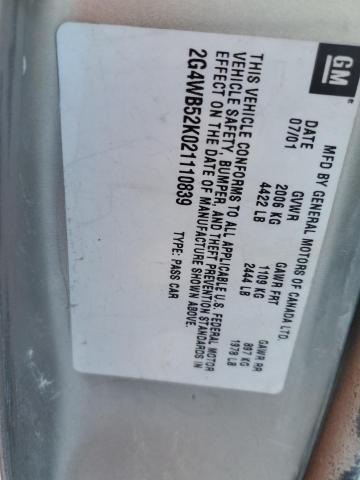 GM
MFD BY GENERAL MOTORS OF CANADA LTD.
DATE GVWR GAWR FRT GAWR RR
07/01 2006 KG 1109 KG 897 KG
4422 LB 2444 LB 1978 LB
THIS VEHICLE CONFORMS TO ALL APPLICABLE U.S. FEDERAL MOTOR
VEHICLE SAFETY, BUMPER, AND THEFT PREVENTION STANDARDS IN
EFFECT ON THE DATE OF MANUFACTURE SHOWN ABOVE.
2G4WB52K021110839 TYPE: PASS CAR